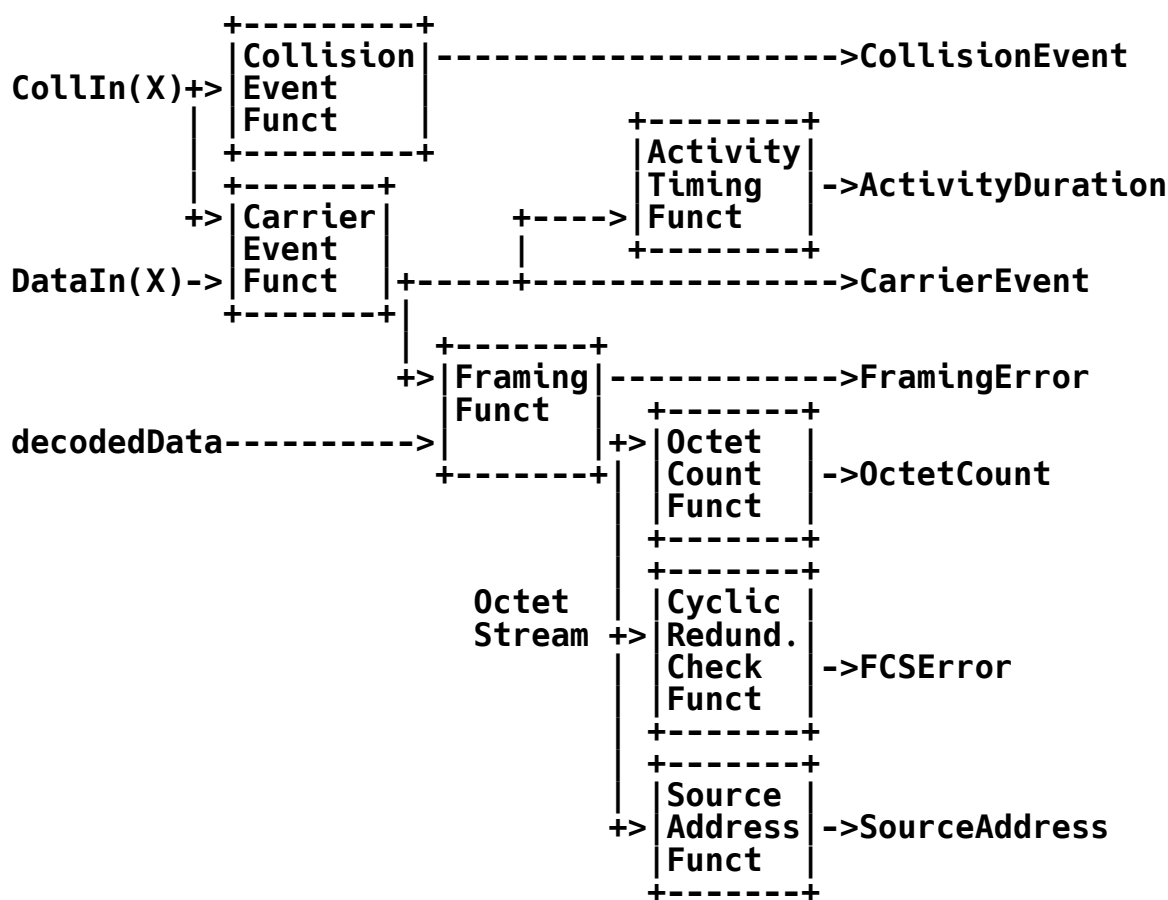 +---------+
|Collision|--------------------->CollisionEvent
CollIn(X)+>|Event    |
| |Funct    |          +--------+
| +---------+          |Activity|
| +-------+            |Timing  |->ActivityDuration
+>|Carrier|      +---->|Funct   |
|Event  |      |     +--------+
DataIn(X)->|Funct  |+-----+---------------->CarrierEvent
+-------+|
| +-------+
+>|Framing|------------>FramingError
|Funct  |  +-------+
decodedData---------->|       |+>|Octet  |
+-------+| |Count  |->OctetCount
| |Funct  |
| +-------+
| +-------+
Octet  | |Cyclic |
Stream +>|Redund.|
| |Check  |->FCSError
| |Funct  |
| +-------+
| +-------+
| |Source |
+>|Address|->SourceAddress
|Funct  |
+-------+